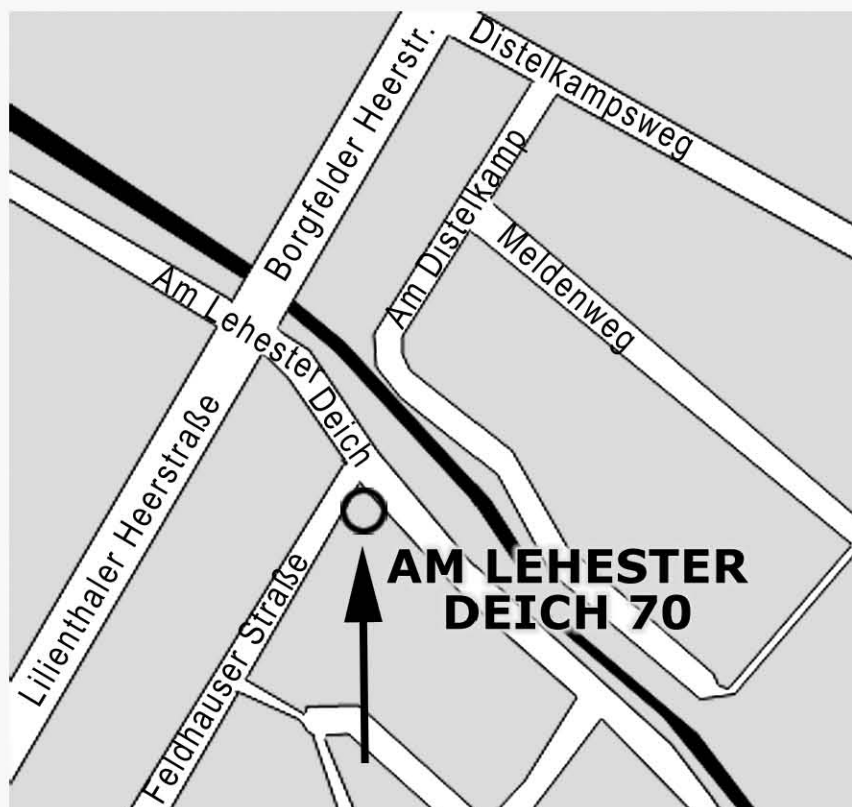 Distelkampsweg
Borgfelder Heerstr.
Am Distelkamp
Meldenweg
Am Lehester Deich
Lilienthaler Heerstraße
AM LEHESTER
DEICH 70
Feldhauser Straße